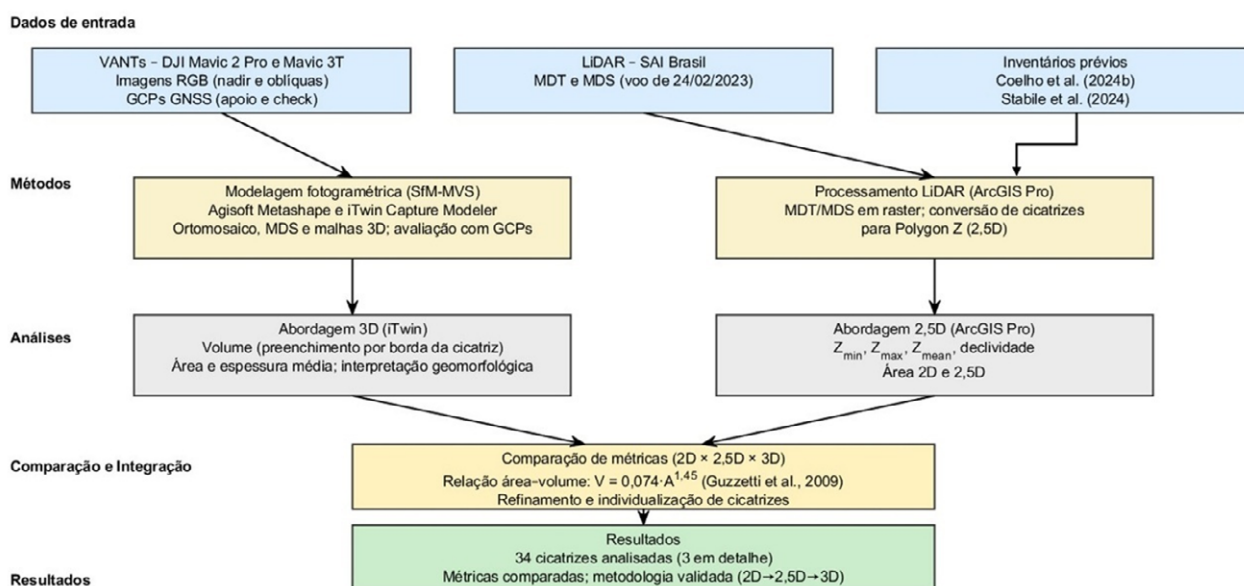 Dados de entrada
VANTs – DJI Mavic 2 Pro e Mavic 3T
Imagens RGB (nadir e oblíquas)
GCPs GNSS (apoio e check)
LiDAR – SAI Brasil
MDT e MDS (voo de 24/02/2023)
Inventários prévios
Coelho et al. (2024b)
Stabile et al. (2024)
Métodos
Modelagem fotogramétrica (SfM-MVS)
Agisoft Metashape e iTwin Capture Modeler
Ortomosaico, MDS e malhas 3D; avaliação com GCPs
Processamento LiDAR (ArcGIS Pro)
MDT/MDS em raster; conversão de cicatrizes
para Polygon Z (2,5D)
Análises
Abordagem 3D (iTwin)
Volume (preenchimento por borda da cicatriz)
Área e espessura média; interpretação geomorfológica
Abordagem 2,5D (ArcGIS Pro)
Zmin, Zmax, Zmean, declividade
Área 2D e 2,5D
Comparação e Integração
Comparação de métricas (2D × 2,5D × 3D)
Relação área–volume: V = 0,074·A^1,45 (Guzzetti et al., 2009)
Refinamento e individualização de cicatrizes
Resultados
Resultados
34 cicatrizes analisadas (3 em detalhe)
Métricas comparadas; metodologia validada (2D→2,5D→3D)